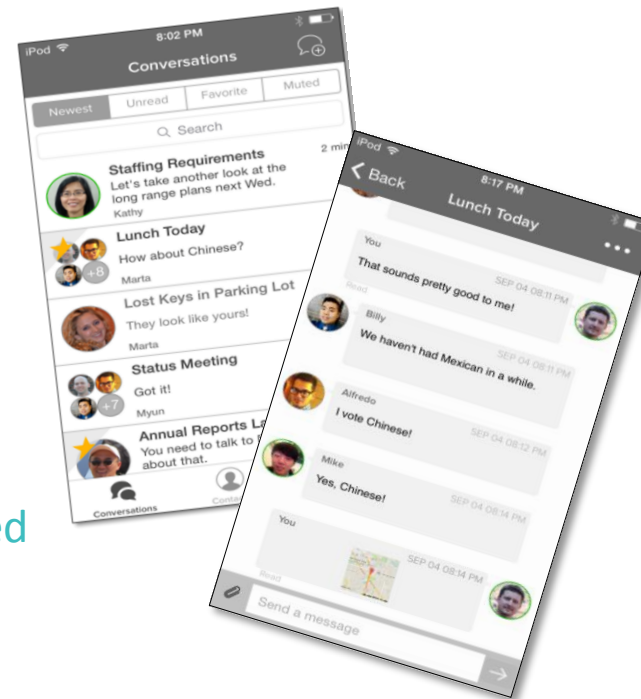 iPod
8:02 PM
Conversations
Newest
Unread
Favorite
Muted
Search
Staffing Requirements
2 min
Let's take another look at the
long range plans next Wed.
Kathy
Lunch Today
How about Chinese?
+8
Marta
Lost Keys in Parking Lot
They look like yours!
Marta
Status Meeting
Got it!
+7
Myun
Annual Reports La
You need to talk to
about that.
Conversations
Conta
ed
iPod
8:17 PM
Back
Lunch Today
You
SEP 04 08:11 PM
That sounds pretty good to me!
Read
Billy
SEP 04 08:11 PM
We haven't had Mexican in a while.
Alfredo
SEP 04 08:12 PM
I vote Chinese!
Mike
SEP 04 08:14 PM
Yes, Chinese!
You
SEP 04 08:14 PM
Read
Send a message